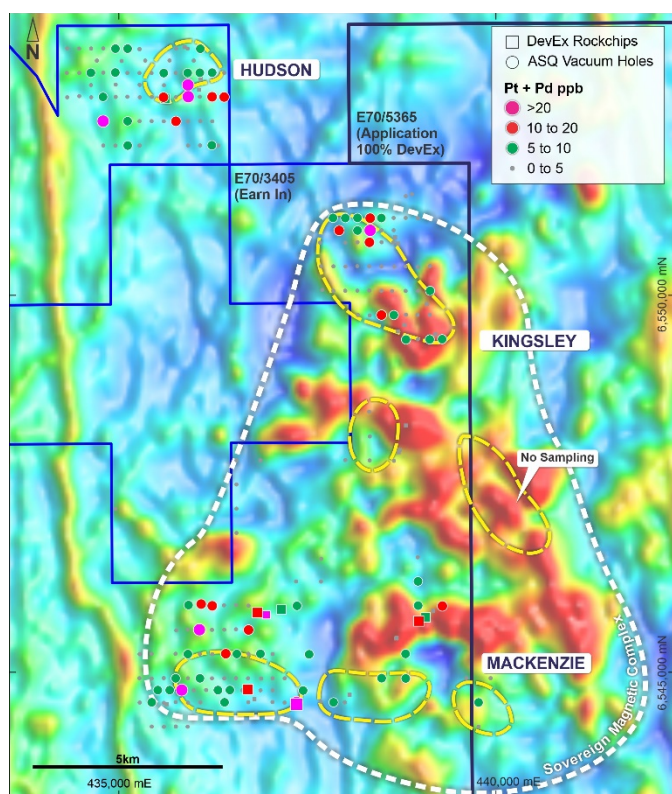 N
HUDSON
DevEx Rockchips
ASQ Vacuum Holes
Pt + Pd ppb
>20
10 to 20
5 to 10
0 to 5
E70/5365
(Application
100% DevEx)
E70/3405
(Earn In)
6,550,000 mN
KINGSLEY
No Sampling
MACKENZIE
6,545,000 mN
Sovereign Magnetic Complex
5km
435,000 mE
440,000 mE